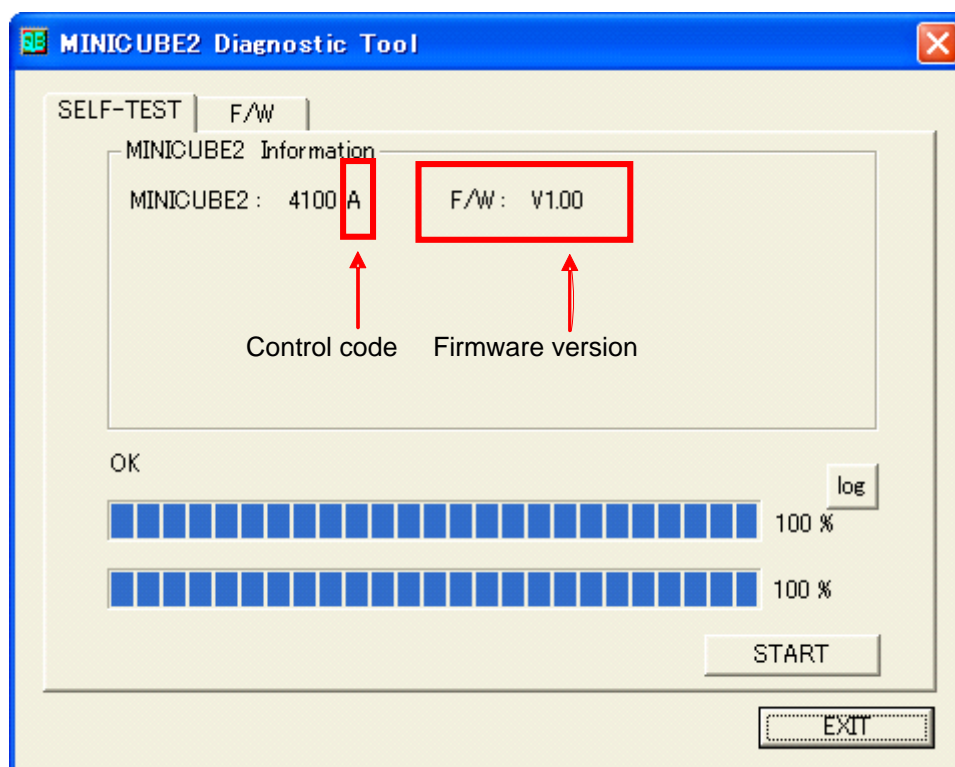 MINICUBE2 Diagnostic Tool
SELF-TEST F/W
MINICUBE2 Information
MINICUBE2 : 4100 A F/W : V1.00
Control code Firmware version
OK
log
100 %
100 %
START
EXIT